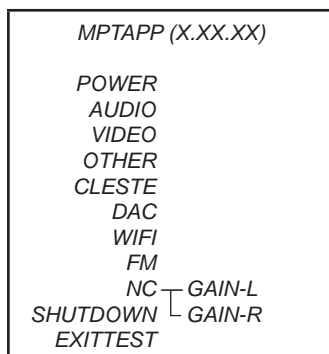 MPTAPP (X.XX.XX)
POWER
AUDIO
VIDEO
OTHER
CLESTE
DAC
WIFI
FM
NC GAIN-L
SHUTDOWN GAIN-R
EXITTEST